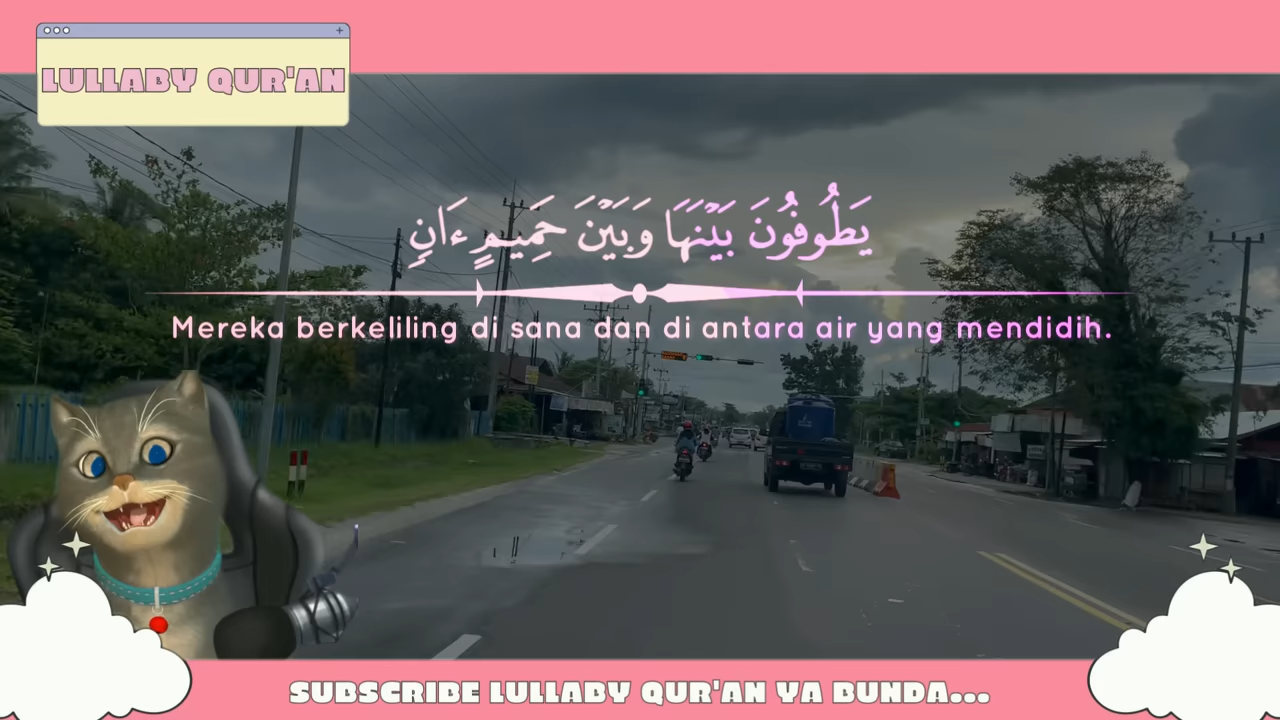 LULLABY QUR'AN
يَطُوفُونَ بَيْنَهَا وَبَيْنَ حَمِيمٍ ءَانٍ
Mereka berkeliling di sana dan di antara air yang mendidih.
SUBSCRIBE LULLABY QUR'AN YA BUNDA...